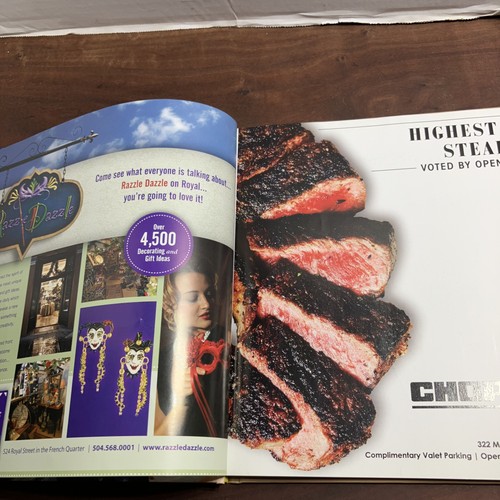 Come see what everyone is talking about...
Razzle Dazzle on Royal...
you're going to love it!
Razzle Dazzle
Over
4,500
Decorating and
Gift Ideas
524 Royal Street in the French Quarter | 504.568.0001 | www.razzledazzle.com
HIGHEST
STEA
VOTED BY OPEN
CHOP
322 M
Complimentary Valet Parking | Open